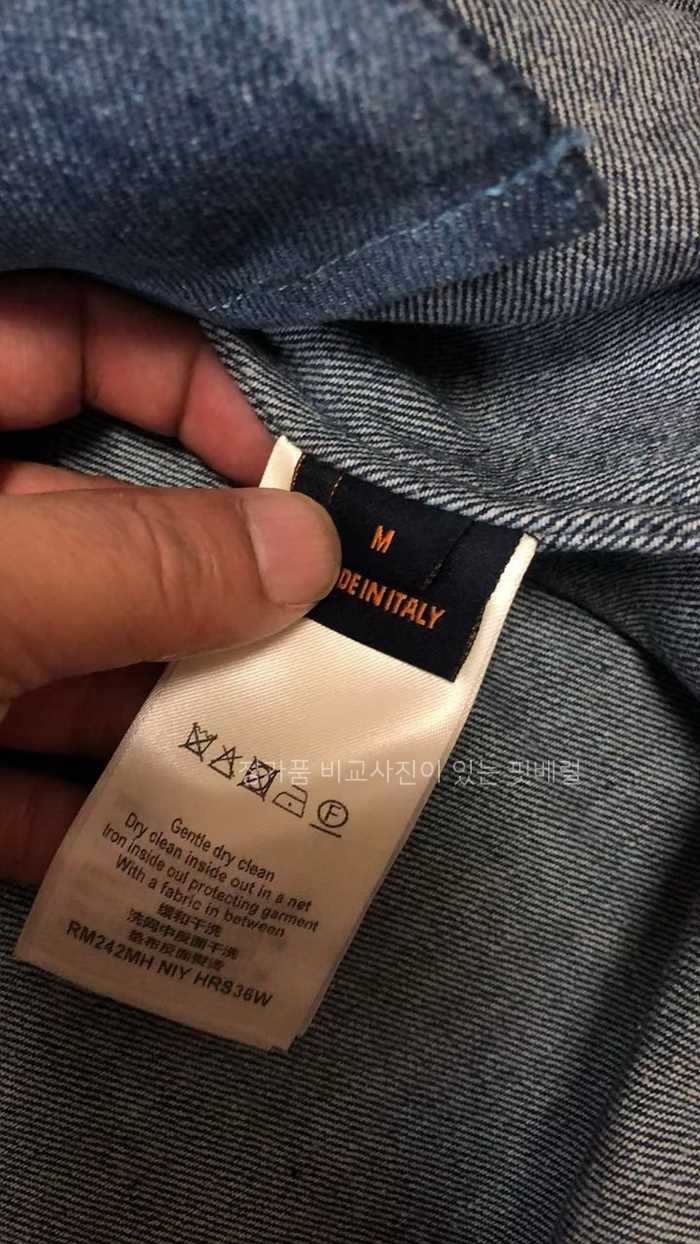 M
DE IN ITALY
정가품 비교사진이 있는 핏배럴
F
Gentle dry clean
Dry clean inside out in a net
Iron inside out protecting garment
With a fabric in between
缓和干洗
洗网中反面干洗
垫布反面熨烫
RM242MH NIY HRS36W